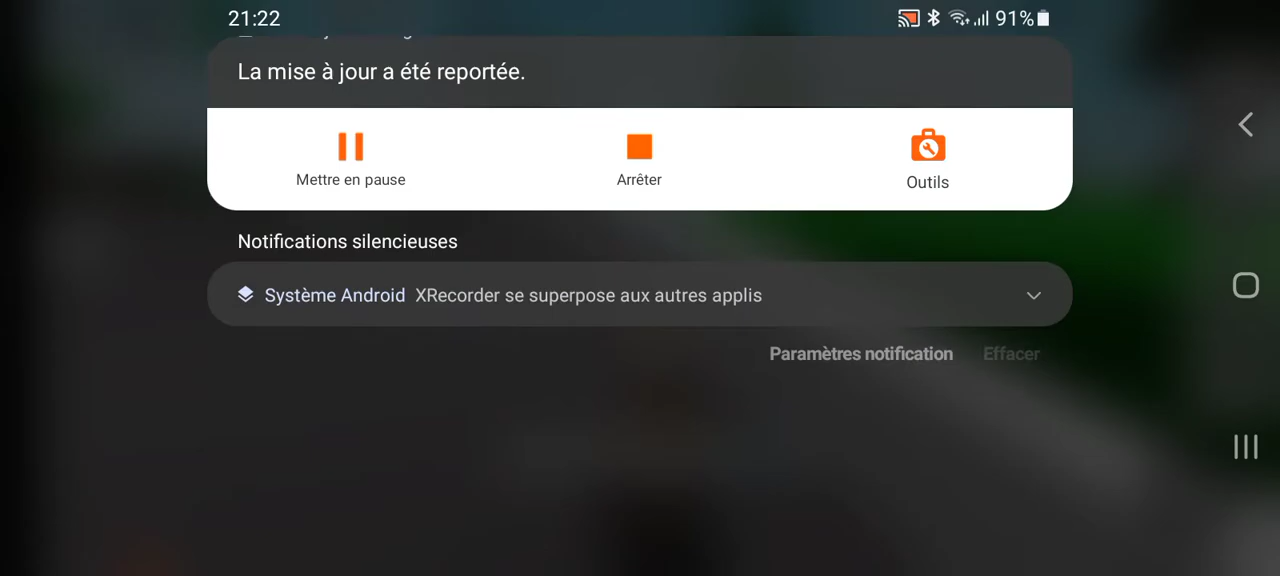 21:22
91%
La mise à jour a été reportée.
Mettre en pause
Arrêter
Outils
Notifications silencieuses
Système Android XRecorder se superpose aux autres applis
Paramètres notification Effacer